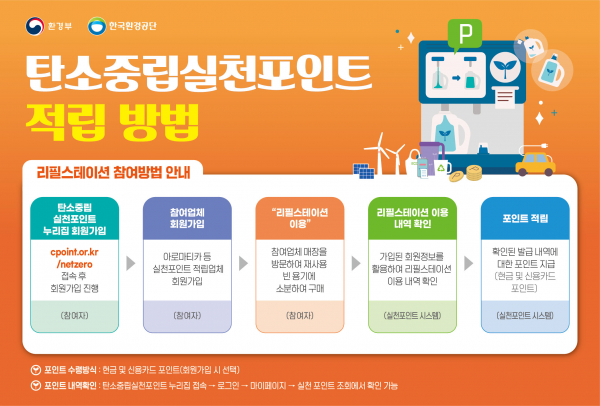 환경부 한국환경공단
P
탄소중립실천포인트
적립 방법
리필스테이션 참여방법 안내
탄소중립
실천포인트
누리집 회원가입
cpoint.or.kr
/netzero
접속 후
회원가입 진행
(참여자)
참여업체
회원가입
아로마티카 등
실천포인트 적립업체
회원가입
(참여자)
“리필스테이션
이용”
참여업체 매장을
방문하여 재사용
빈 용기에
소분하여 구매
(참여자)
리필스테이션 이용
내역 확인
가입된 회원정보를
활용하여 리필스테이션
이용 내역 확인
(실천포인트 시스템)
포인트 적립
확인된 발급 내역에
대한 포인트 지급
(현금 및 신용카드
포인트)
(실천포인트 시스템)
포인트 수령방식 : 현금 및 신용카드 포인트(회원가입 시 선택)
포인트 내역확인 : 탄소중립실천포인트 누리집 접속 → 로그인 → 마이페이지 → 실천 포인트 조회에서 확인 가능